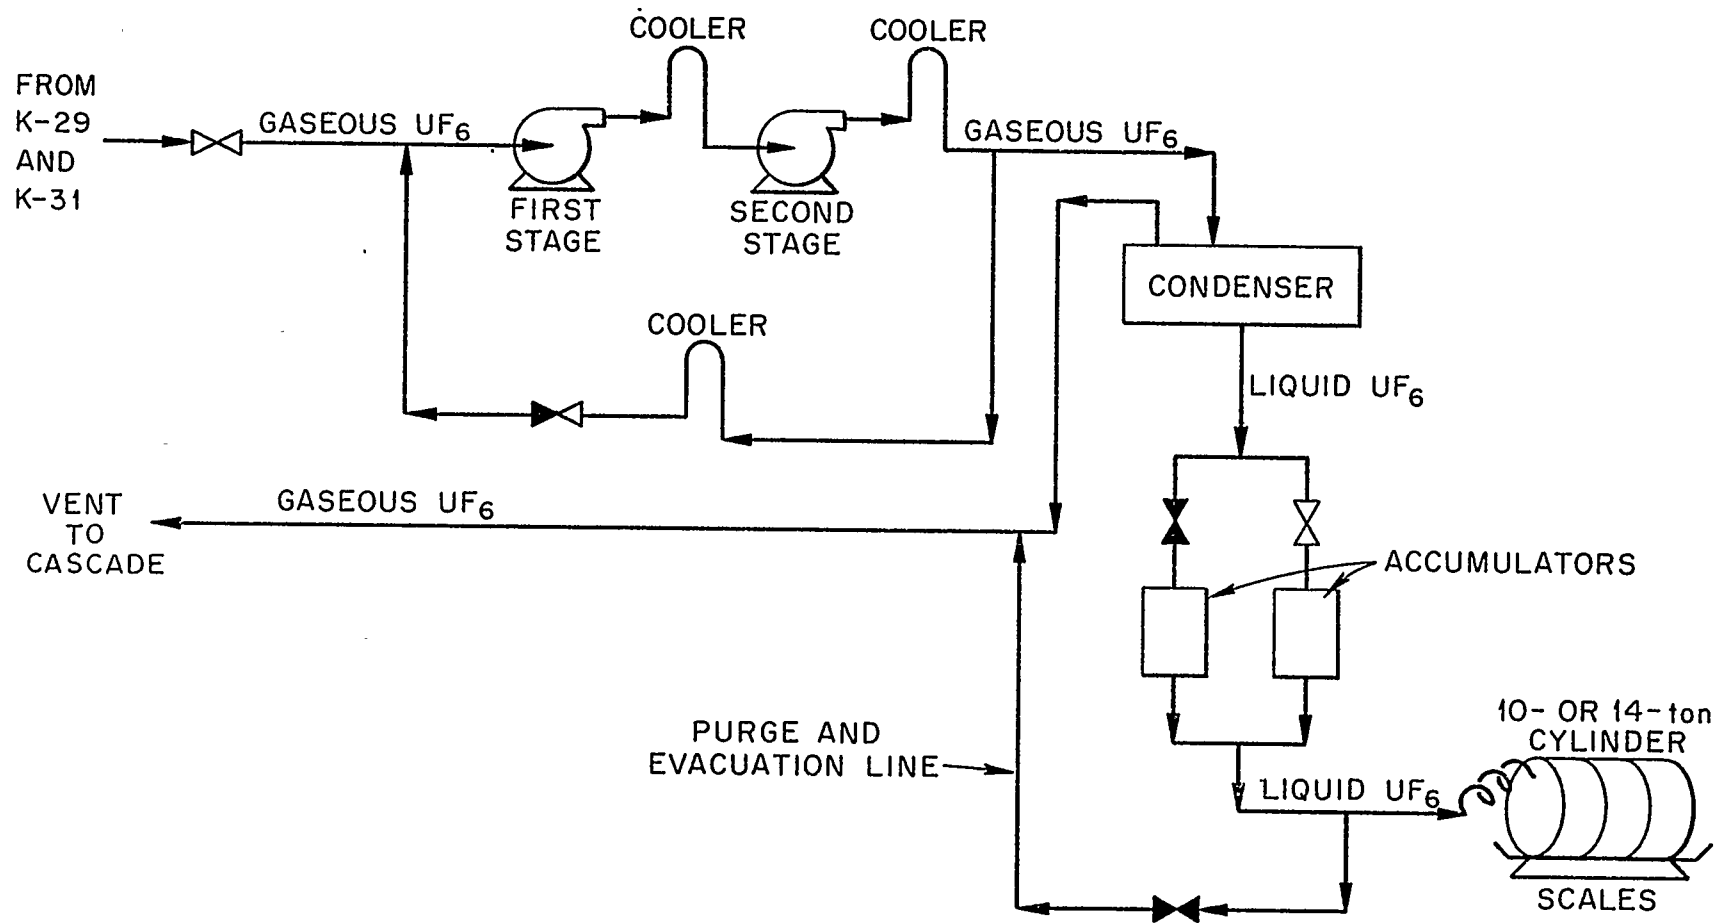 COOLER
COOLER
FROM
K-29
AND
K-31
GASEOUS UF6
GASEOUS UF6
FIRST
STAGE
SECOND
STAGE
CONDENSER
COOLER
LIQUID UF6
VENT
TO
CASCADE
GASEOUS UF6
ACCUMULATORS
PURGE AND
EVACUATION LINE
10- OR 14-ton
CYLINDER
LIQUID UF6
SCALES